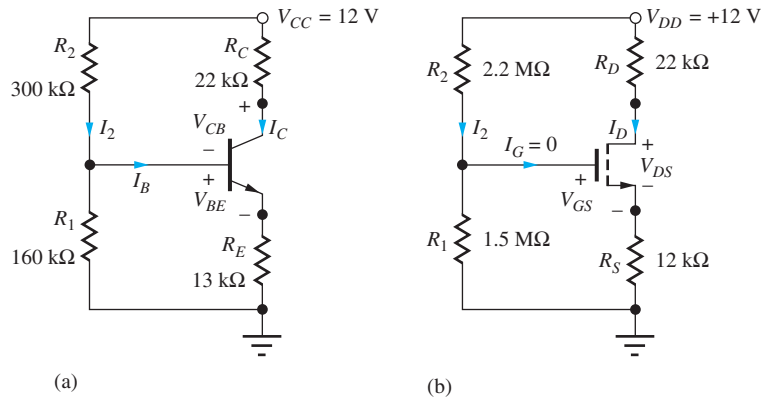 V_CC = 12 V
R_2
300 kΩ
R_C
22 kΩ
+
I_2
V_CB
–
I_C
I_B
+
V_BE
–
R_1
160 kΩ
R_E
13 kΩ
(a)
V_DD = +12 V
R_2
2.2 MΩ
R_D
22 kΩ
I_2
I_G = 0
I_D
+
V_DS
–
+
V_GS
–
R_1
1.5 MΩ
R_S
12 kΩ
(b)